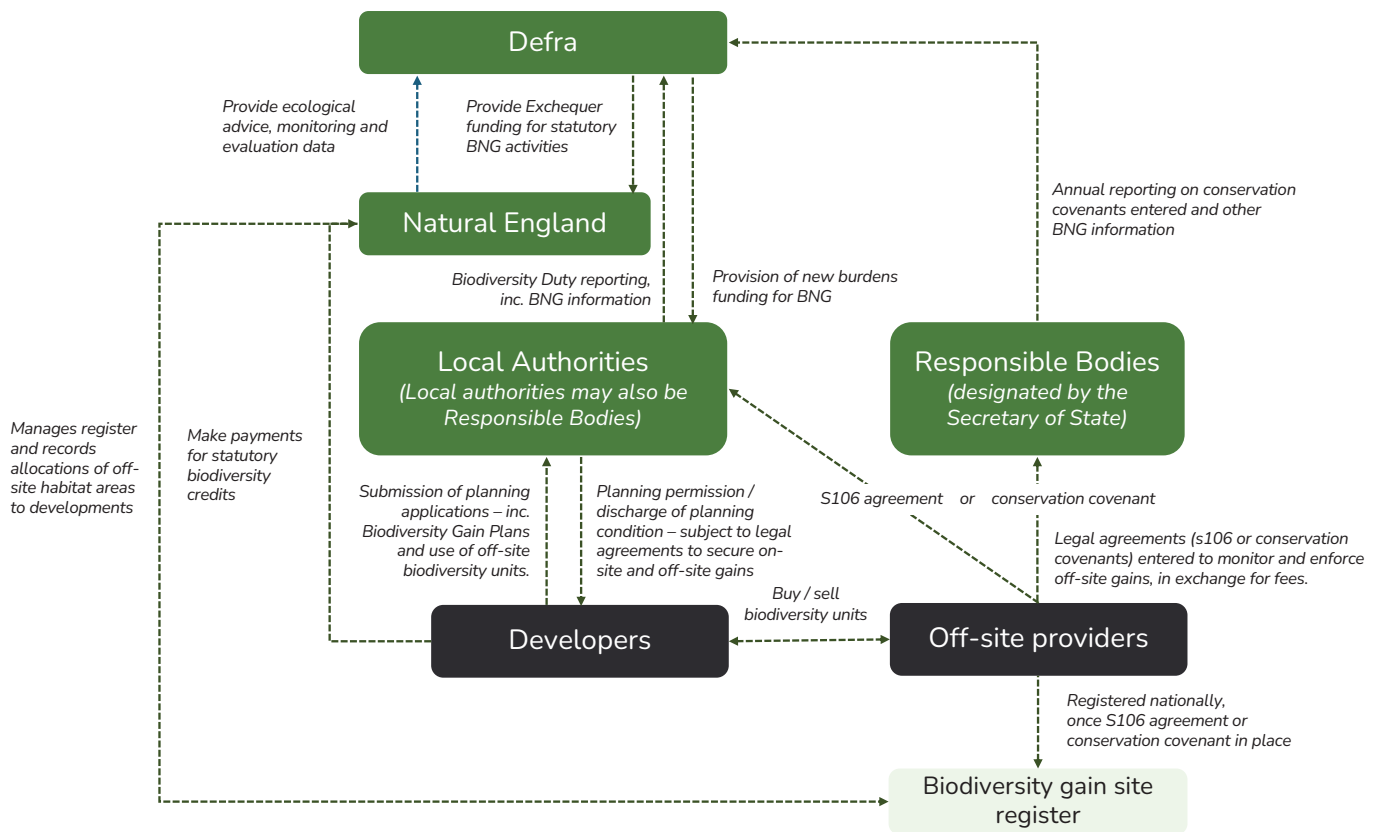 Defra
Provide ecological
advice, monitoring and
evaluation data
Provide Exchequer
funding for statutory
BNG activities
Annual reporting on conservation
covenants entered and other
BNG information
Natural England
Biodiversity Duty reporting,
inc. BNG information
Provision of new burdens
funding for BNG
Local Authorities
(Local authorities may also be
Responsible Bodies)
Responsible Bodies
(designated by the
Secretary of State)
Manages register
and records
allocations of off-
site habitat areas
to developments
Make payments
for statutory
biodiversity
credits
Submission of planning
applications – inc.
Biodiversity Gain Plans
and use of off-site
biodiversity units.
Planning permission /
discharge of planning
condition – subject to legal
agreements to secure on-
site and off-site gains
S106 agreement or conservation covenant
Legal agreements (s106 or conservation
covenants) entered to monitor and enforce
off-site gains, in exchange for fees.
Buy / sell
biodiversity units
Developers
Off-site providers
Registered nationally,
once S106 agreement or
conservation covenant in place
Biodiversity gain site
register